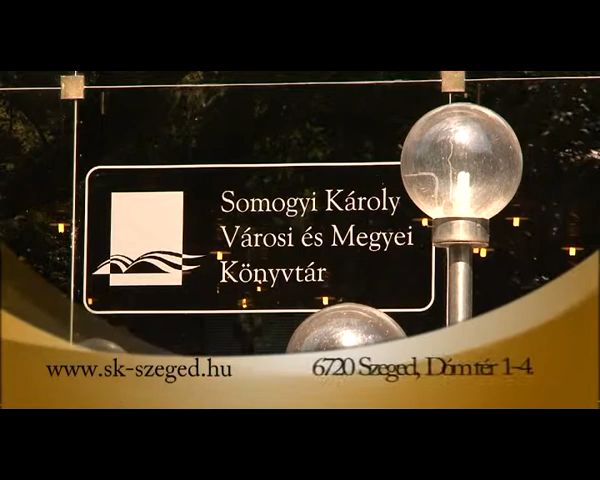 Somogyi Károly
Városi és Megyei
Könyvtár
www.sk-szeged.hu
6720 Szeged, Dóm tér 1-4.